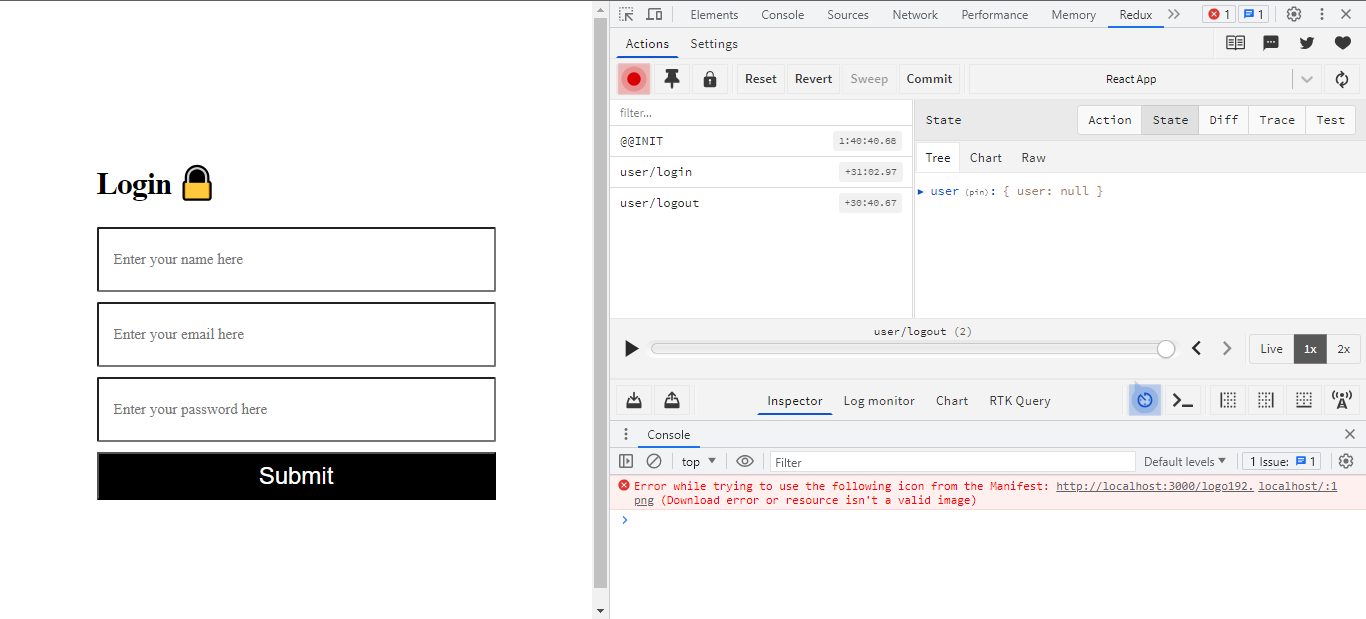 Login
Enter your name here
Enter your email here
Enter your password here
Submit
Elements Console Sources Network Performance Memory Redux 1 1
Actions Settings
Reset Revert Sweep Commit React App
filter...
@@INIT 1:40:40.68
user/login +31:02.97
user/logout +30:40.67
State Action State Diff Trace Test
Tree Chart Raw
user (pin): { user: null }
user/logout (2)
Live 1x 2x
Inspector Log monitor Chart RTK Query
Console
top Filter Default levels 1 Issue: 1
Error while trying to use the following icon from the Manifest: http://localhost:3000/logo192. localhost/:1
png (Download error or resource isn't a valid image)